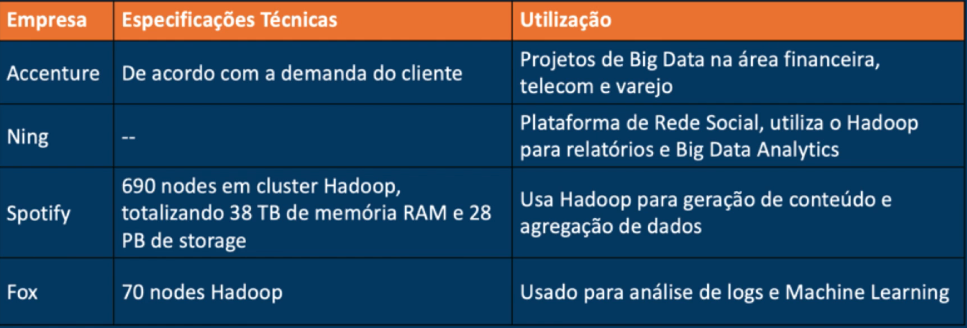 Empresa Especificações Técnicas Utilização
Accenture De acordo com a demanda do cliente Projetos de Big Data na área financeira,
telecom e varejo
Ning -- Plataforma de Rede Social, utiliza o Hadoop
para relatórios e Big Data Analytics
Spotify 690 nodes em cluster Hadoop,
totalizando 38 TB de memória RAM e 28
PB de storage Usa Hadoop para geração de conteúdo e
agregação de dados
Fox 70 nodes Hadoop Usado para análise de logs e Machine Learning